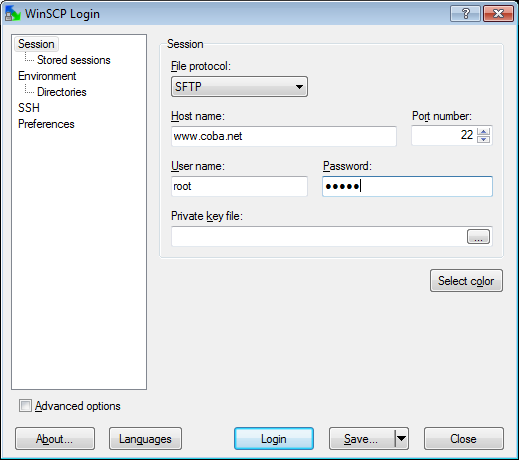 WinSCP Login
Session
Stored sessions
Environment
Directories
SSH
Preferences
Session
File protocol:
SFTP
Host name:
Port number:
www.coba.net
22
User name:
Password:
root
●●●●●
Private key file:
...
Select color
Advanced options
About...
Languages
Login
Save...
Close